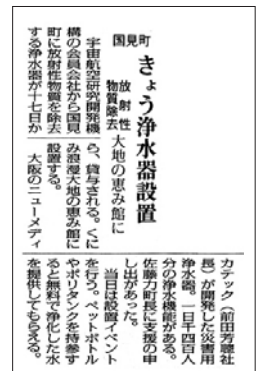 国見町
きょう浄水器設置
放射性
物質除去
大地の恵み館に
宇宙航空研究開発機
構の会員会社から国見
町に放射性物質を除去
する浄水器が十七日か
ら、貸与される。くに
み浪漫大地の恵み館に
設置する。
大阪のニューメディ
カテック(前田芳聰社
長)が開発した災害用
浄水器。一日千四百人
分の浄水機能がある。
佐藤力町長に支援の申
し出があった。
当日は設置イベント
を行う。ペットボトル
やポリタンクを持参す
ると無料で浄化した水
を提供してもらえる。